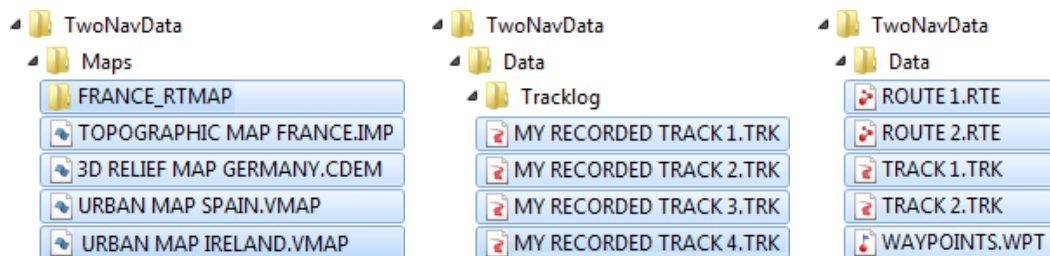 TwoNavData
Maps
FRANCE_RTMAP
TOPOGRAPHIC MAP FRANCE.IMP
3D RELIEF MAP GERMANY.CDEM
URBAN MAP SPAIN.VMAP
URBAN MAP IRELAND.VMAP
TwoNavData
Data
Tracklog
MY RECORDED TRACK 1.TRK
MY RECORDED TRACK 2.TRK
MY RECORDED TRACK 3.TRK
MY RECORDED TRACK 4.TRK
TwoNavData
Data
ROUTE 1.RTE
ROUTE 2.RTE
TRACK 1.TRK
TRACK 2.TRK
WAYPOINTS.WPT